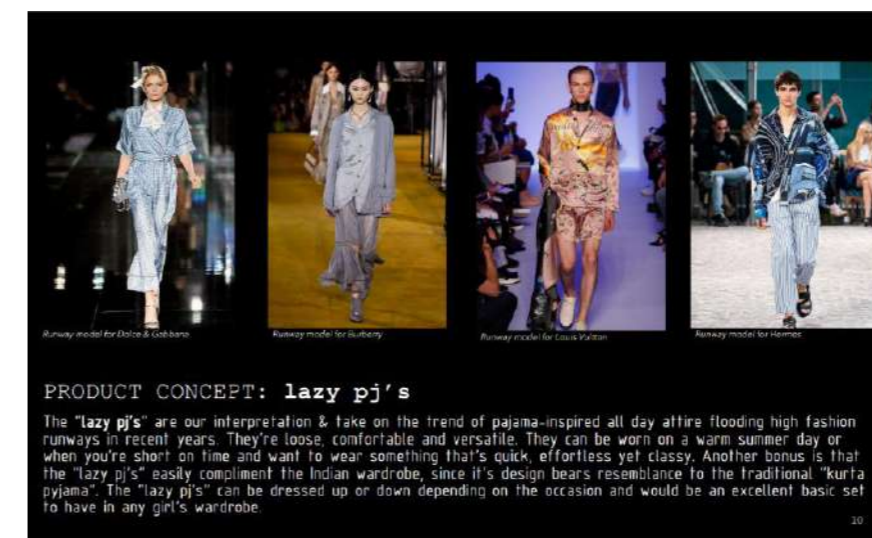 Runway model for Dolce & Gabbana
Runway model for Burberry
Runway model for Louis Vuitton
Runway model for Hermes
PRODUCT CONCEPT: lazy pj's
The "lazy pj's" are our interpretation & take on the trend of pajama-inspired all day attire flooding high fashion
runways in recent years. They're loose, comfortable and versatile. They can be worn on a warm summer day or
when you're short on time and want to wear something that's quick, effortless yet classy. Another bonus is that
the "lazy pj's" easily compliment the Indian wardrobe, since it's design bears resemblance to the traditional "kurta
pyjama". The "lazy pj's" can be dressed up or down depending on the occasion and would be an excellent basic set
to have in any girl's wardrobe.
10